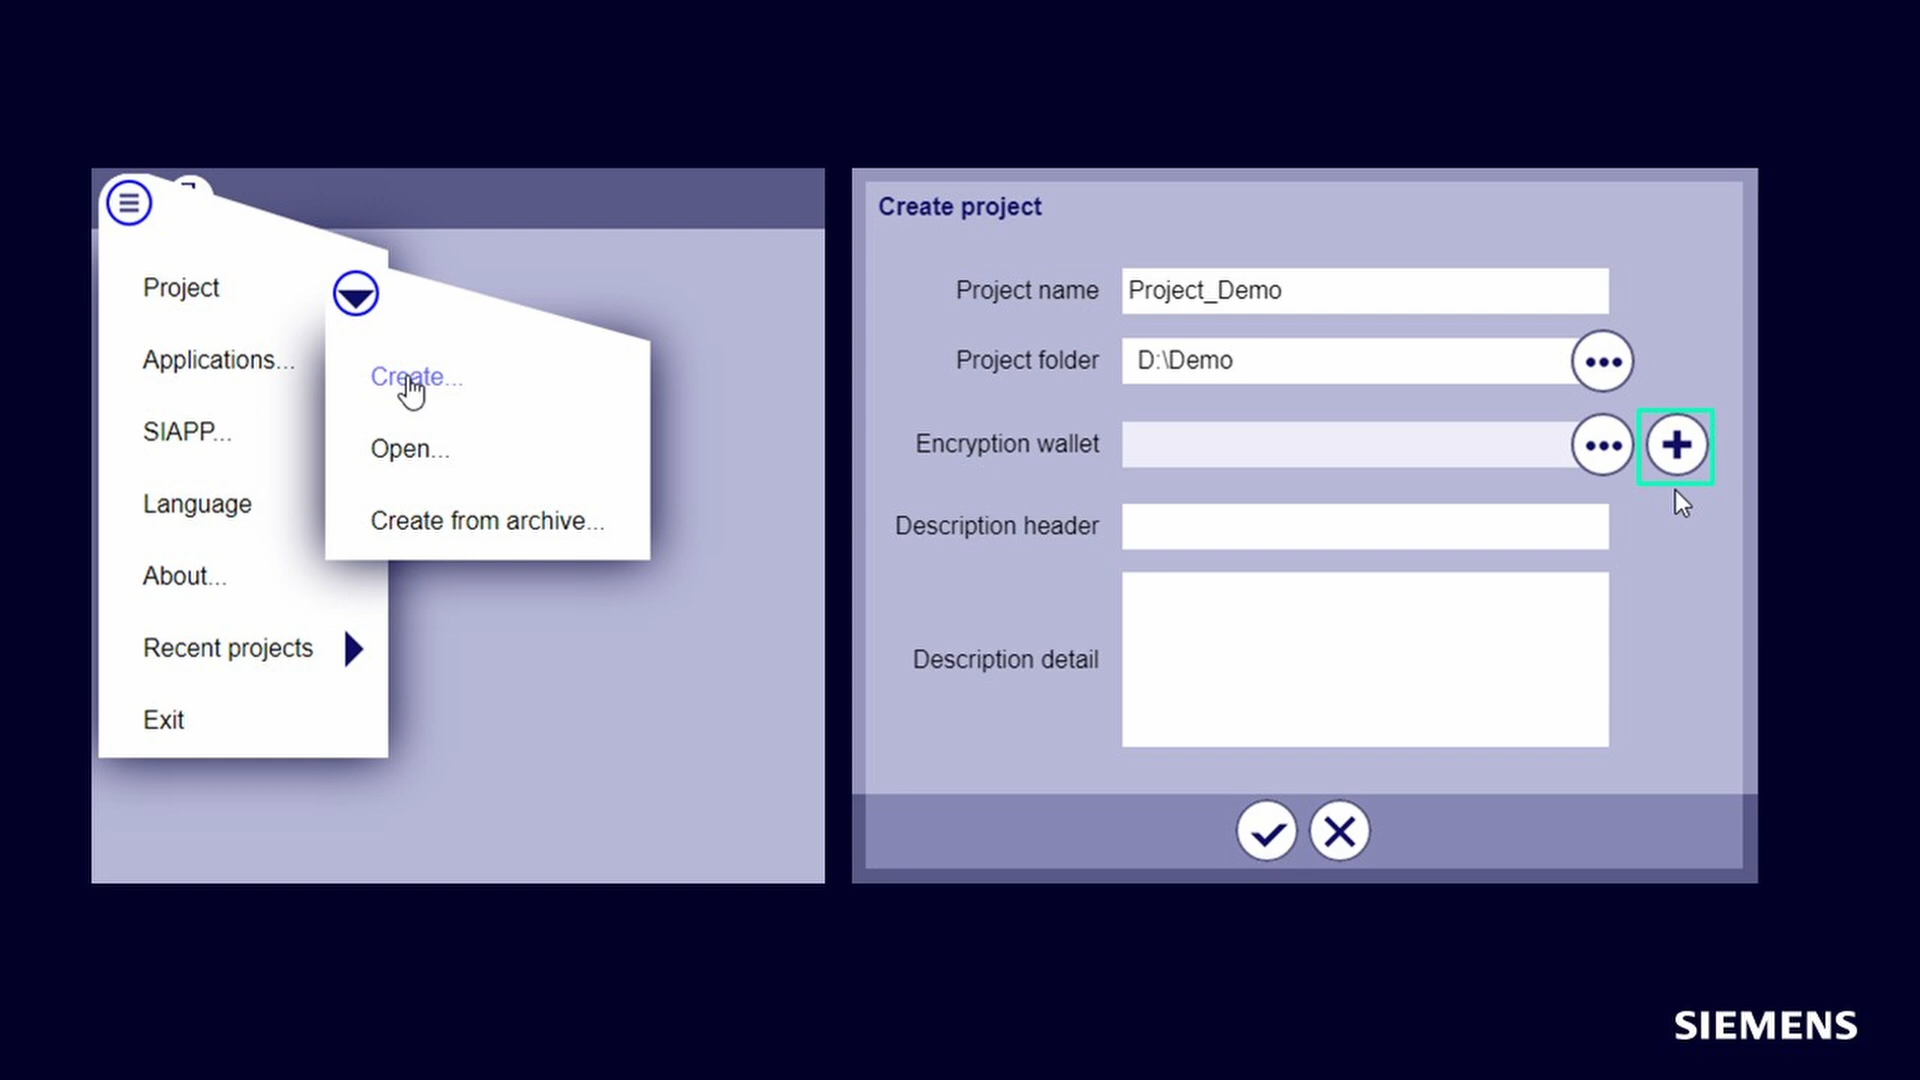 Project
Applications...
SIAPP...
Language
About...
Recent projects
Exit
Create...
Open...
Create from archive...
Create project
Project name
Project_Demo
Project folder
D:\Demo
Encryption wallet
Description header
Description detail
SIEMENS